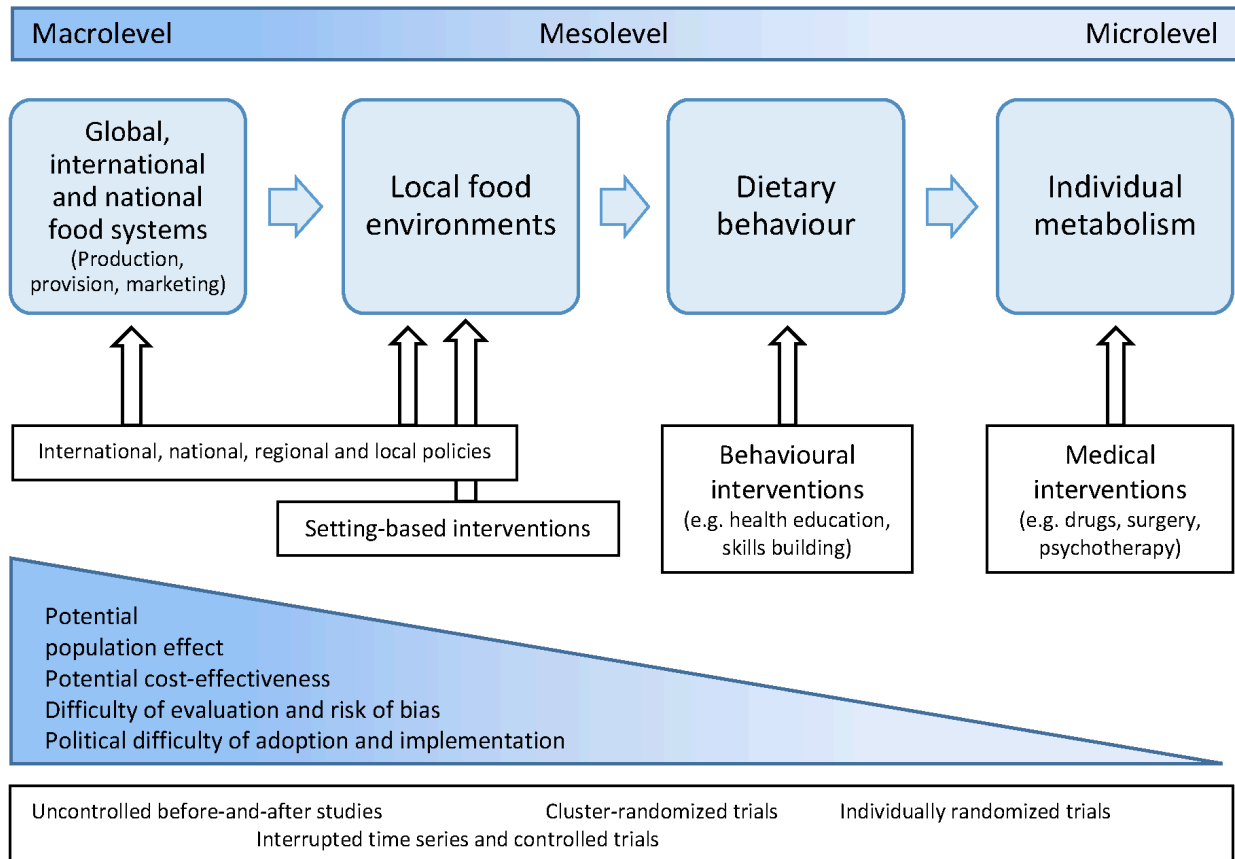 Macrolevel
Mesolevel
Microlevel
Global,
international
and national
food systems
(Production,
provision, marketing)
Local food
environments
Dietary
behaviour
Individual
metabolism
International, national, regional and local policies
Setting-based interventions
Behavioural
interventions
(e.g. health education,
skills building)
Medical
interventions
(e.g. drugs, surgery,
psychotherapy)
Potential
population effect
Potential cost-effectiveness
Difficulty of evaluation and risk of bias
Political difficulty of adoption and implementation
Uncontrolled before-and-after studies
Cluster-randomized trials
Individually randomized trials
Interrupted time series and controlled trials